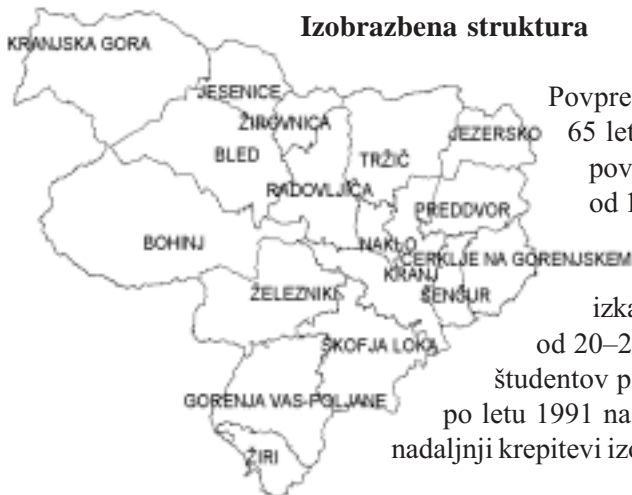 Izobrazbena struktura
KRANJSKA GORA
JESENICE
ŽIROVNICA
BLED
TRŽIČ
JEZERSKO
RADOVLJICA
PREDDVOR
BOHINJ
NAKLO
CERKLJE NA GORENJSKEM
KRANJ
ŠENČUR
ŽELEZNIKI
ŠKOFJA LOKA
GORENJA VAS-POLJANE
ŽIRI
Povpre
65 let
pov
od 1
izka
od 20–2
študentov p
po letu 1991 na
nadaljnji krepitevi izo